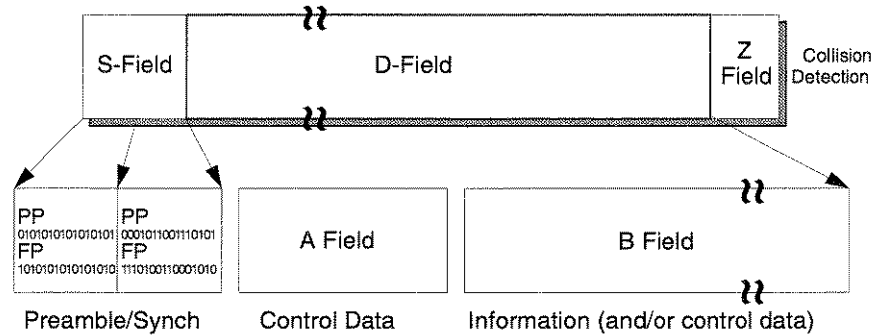 S-Field
D-Field
Z
Field
Collision
Detection
PP
0101010101010101
FP
1010101010101010
PP
0001011001110101
FP
1110100110001010
A Field
B Field
Preamble/Synch
Control Data
Information (and/or control data)